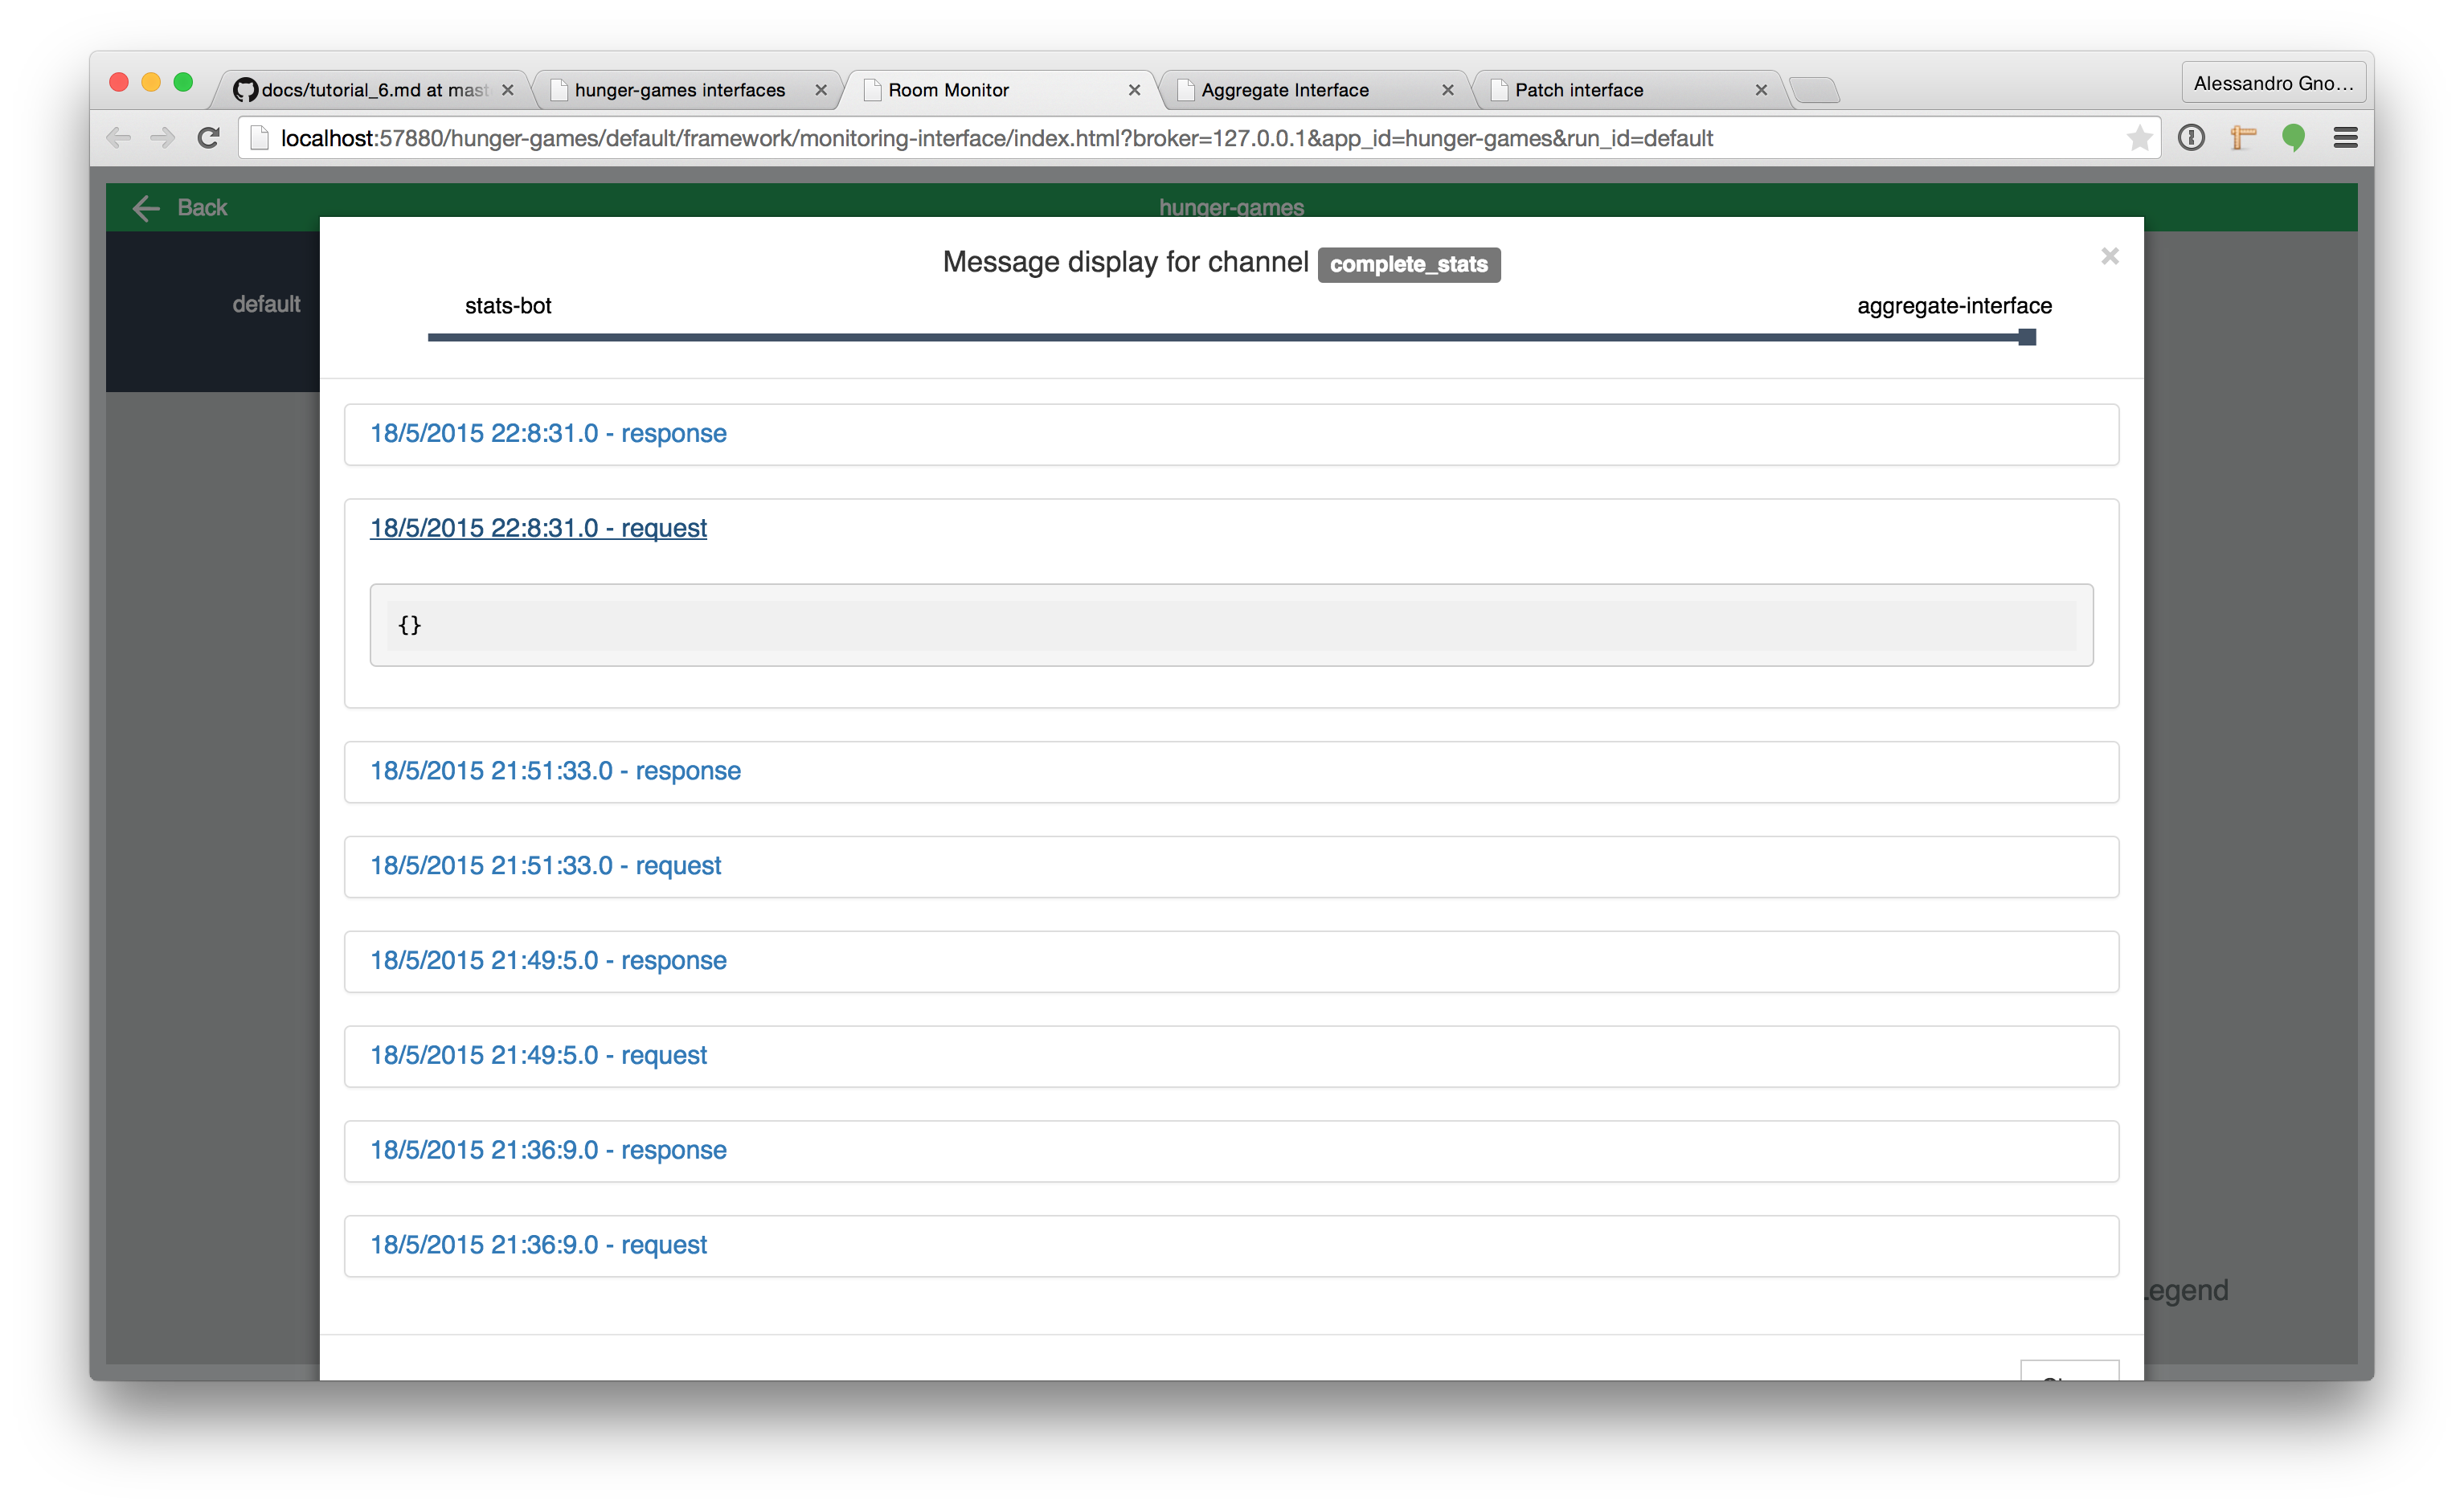 docs/tutorial_6.md at mast
hunger-games interfaces
Room Monitor
Aggregate Interface
Patch interface
Alessandro Gno...
localhost:57880/hunger-games/default/framework/monitoring-interface/index.html?broker=127.0.0.1&app_id=hunger-games&run_id=default
Back
hunger-games
default
Message display for channel complete_stats
stats-bot
aggregate-interface
18/5/2015 22:8:31.0 - response
18/5/2015 22:8:31.0 - request
{}
18/5/2015 21:51:33.0 - response
18/5/2015 21:51:33.0 - request
18/5/2015 21:49:5.0 - response
18/5/2015 21:49:5.0 - request
18/5/2015 21:36:9.0 - response
18/5/2015 21:36:9.0 - request
Legend